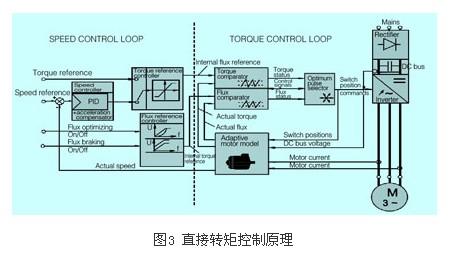 SPEED CONTROL LOOP
TORQUE CONTROL LOOP
Mains
Rectifier
DC bus
Internal flux reference
Torque reference
controller
Torque reference
Speed reference
Speed controller
PID
+acceleration
compensator
Torque
comparator
Flux
comparator
Torque
status
Control
signals
Flux
status
Optimum
pulse
selector
Switch
position
commands
Inverter
Flux reference
controller
U
f
U
f
Flux optimizing
On/Off
Flux braking
On/Off
Actual speed
Internal torque
reference
Actual torque
Actual flux
Adaptive
motor model
Switch positions
DC bus voltage
Motor current
Motor current
M
3~
图3 直接转矩控制原理